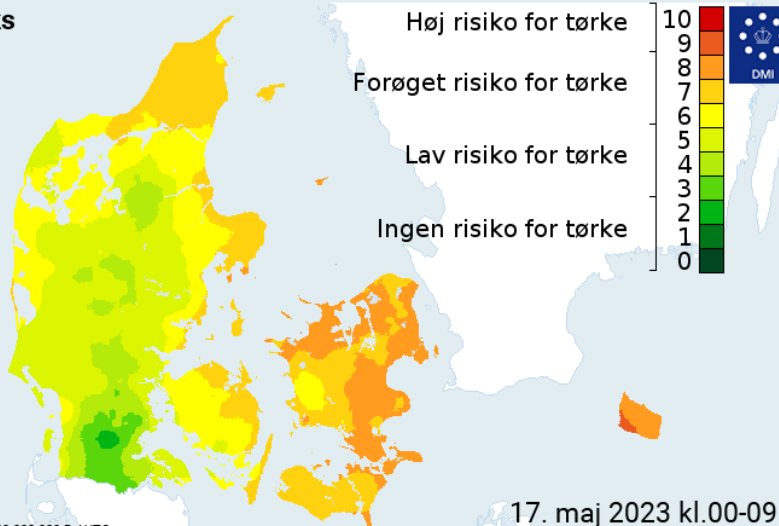 Høj risiko for tørke
Forøget risiko for tørke
Lav risiko for tørke
Ingen risiko for tørke
10
9
8
7
6
5
4
3
2
1
0
DMI
17. maj 2023 kl.00-09